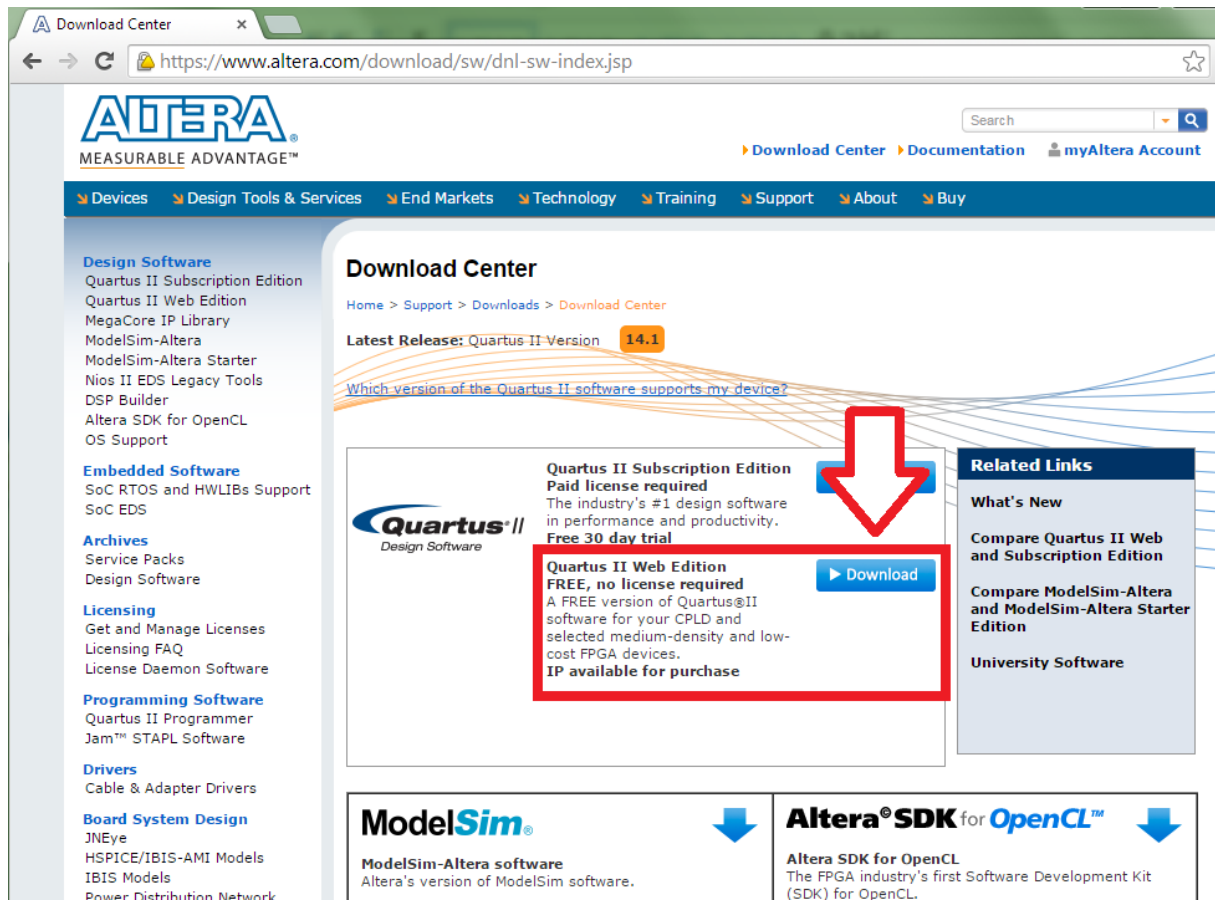 Download Center
https://www.altera.com/download/sw/dnl-sw-index.jsp
ALTERA®
MEASURABLE ADVANTAGE™
Search
Download Center Documentation myAltera Account
Devices Design Tools & Services End Markets Technology Training Support About Buy
Design Software
Quartus II Subscription Edition
Quartus II Web Edition
MegaCore IP Library
ModelSim-Altera
ModelSim-Altera Starter
Nios II EDS Legacy Tools
DSP Builder
Altera SDK for OpenCL
OS Support
Embedded Software
SoC RTOS and HWLIBs Support
SoC EDS
Archives
Service Packs
Design Software
Licensing
Get and Manage Licenses
Licensing FAQ
License Daemon Software
Programming Software
Quartus II Programmer
Jam™ STAPL Software
Drivers
Cable & Adapter Drivers
Board System Design
JNEye
HSPICE/IBIS-AMI Models
IBIS Models
Power Distribution Network
Download Center
Home > Support > Downloads > Download Center
Latest Release: Quartus II Version 14.1
Which version of the Quartus II software supports my device?
Quartus® II
Design Software
Quartus II Subscription Edition
Paid license required
The industry's #1 design software
in performance and productivity.
Free 30 day trial
Quartus II Web Edition
FREE, no license required
A FREE version of Quartus®II
software for your CPLD and
selected medium-density and low-
cost FPGA devices.
IP available for purchase
Download
Related Links
What's New
Compare Quartus II Web
and Subscription Edition
Compare ModelSim-Altera
and ModelSim-Altera Starter
Edition
University Software
ModelSim®
ModelSim-Altera software
Altera's version of ModelSim software.
Altera® SDK for OpenCL™
Altera SDK for OpenCL
The FPGA industry's first Software Development Kit
(SDK) for OpenCL.